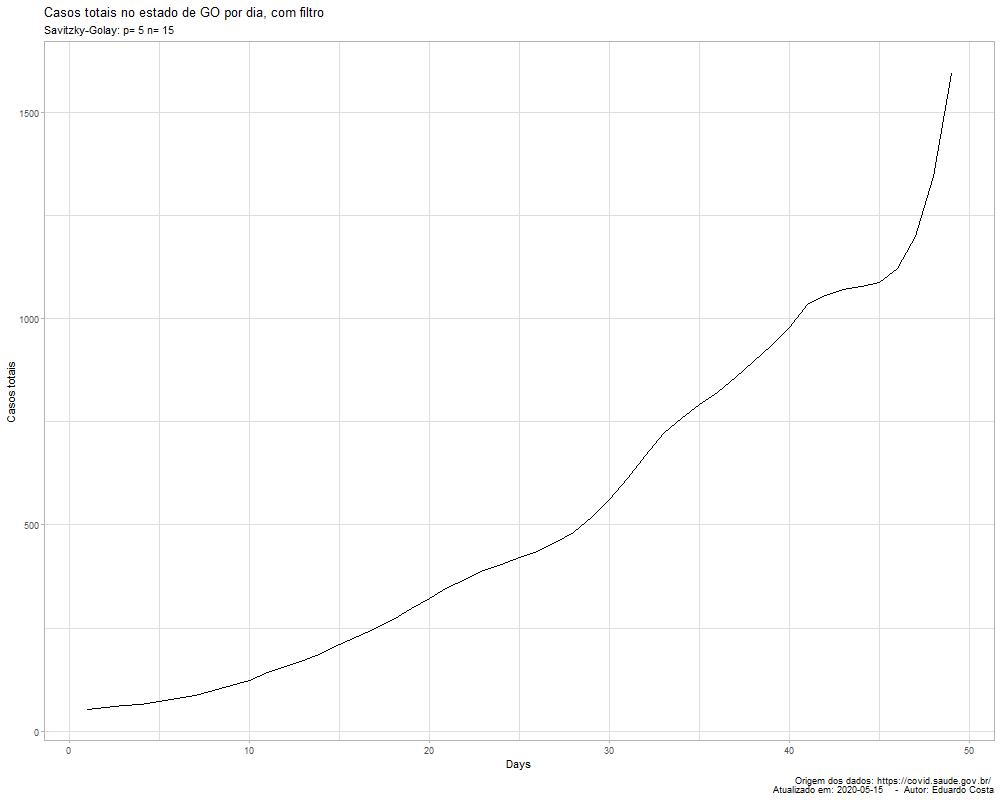 Casos totais no estado de GO por dia, com filtro
Savitzky-Golay: p= 5 n= 15
Casos totais
1500
1000
500
0
0 10 20 30 40 50
Days
Origem dos dados: https://covid.saude.gov.br/
Atualizado em: 2020-05-15 - Autor: Eduardo Costa